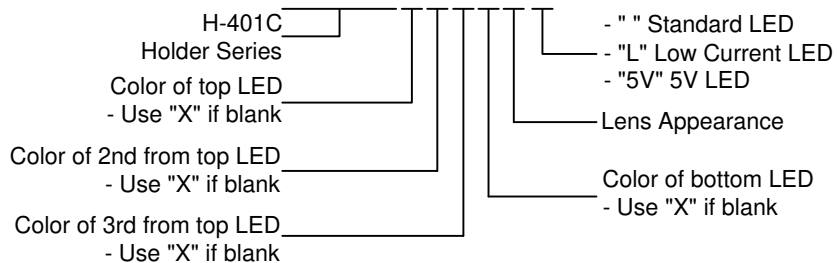 H-401C
Holder Series
Color of top LED
- Use "X" if blank
Color of 2nd from top LED
- Use "X" if blank
Color of 3rd from top LED
- Use "X" if blank
- " " Standard LED
- "L" Low Current LED
- "5V" 5V LED
Lens Appearance
Color of bottom LED
- Use "X" if blank